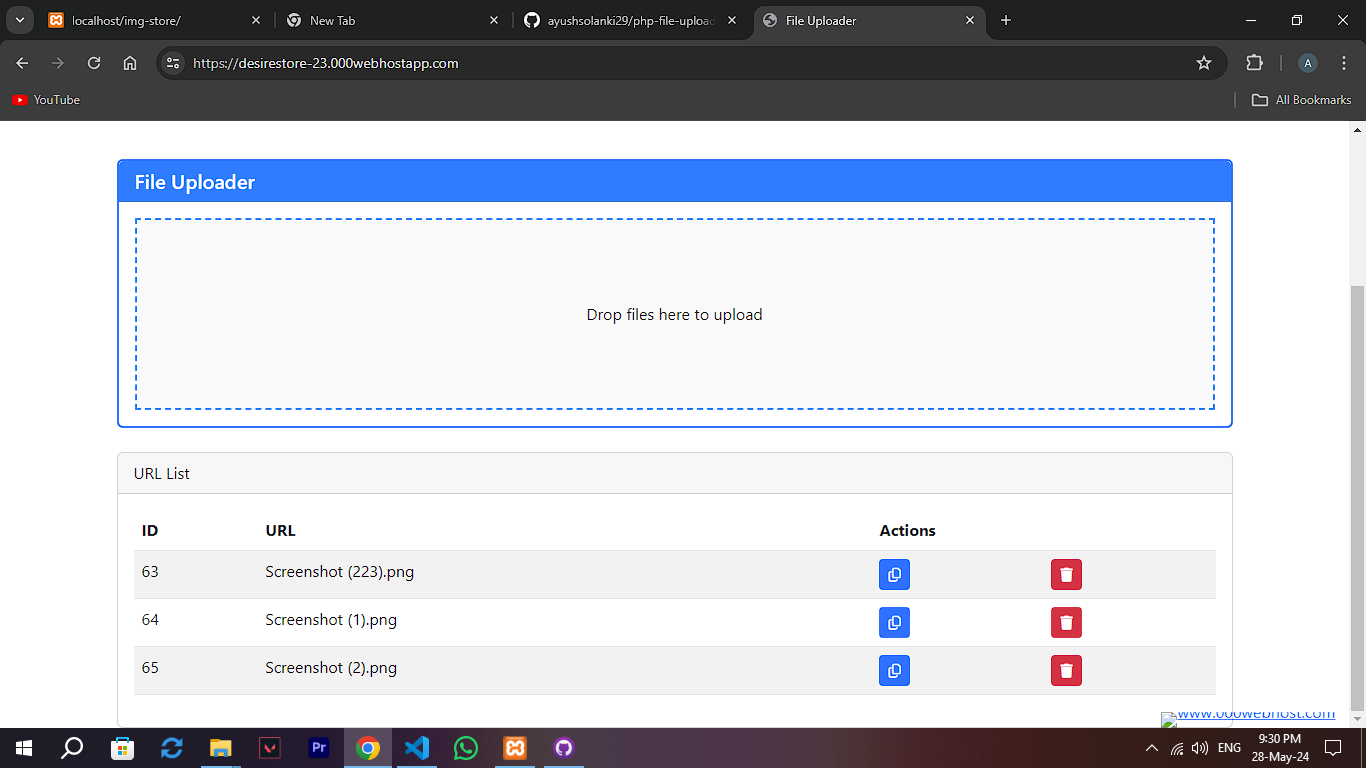 localhost/img-store/
New Tab
ayushsolanki29/php-file-upload
File Uploader
https://desirestore-23.000webhostapp.com
A
YouTube
All Bookmarks
File Uploader
Drop files here to upload
URL List
ID URL Actions
63 Screenshot (223).png
64 Screenshot (1).png
65 Screenshot (2).png
www.000webhost.com
Pr
ENG
9:30 PM
28-May-24